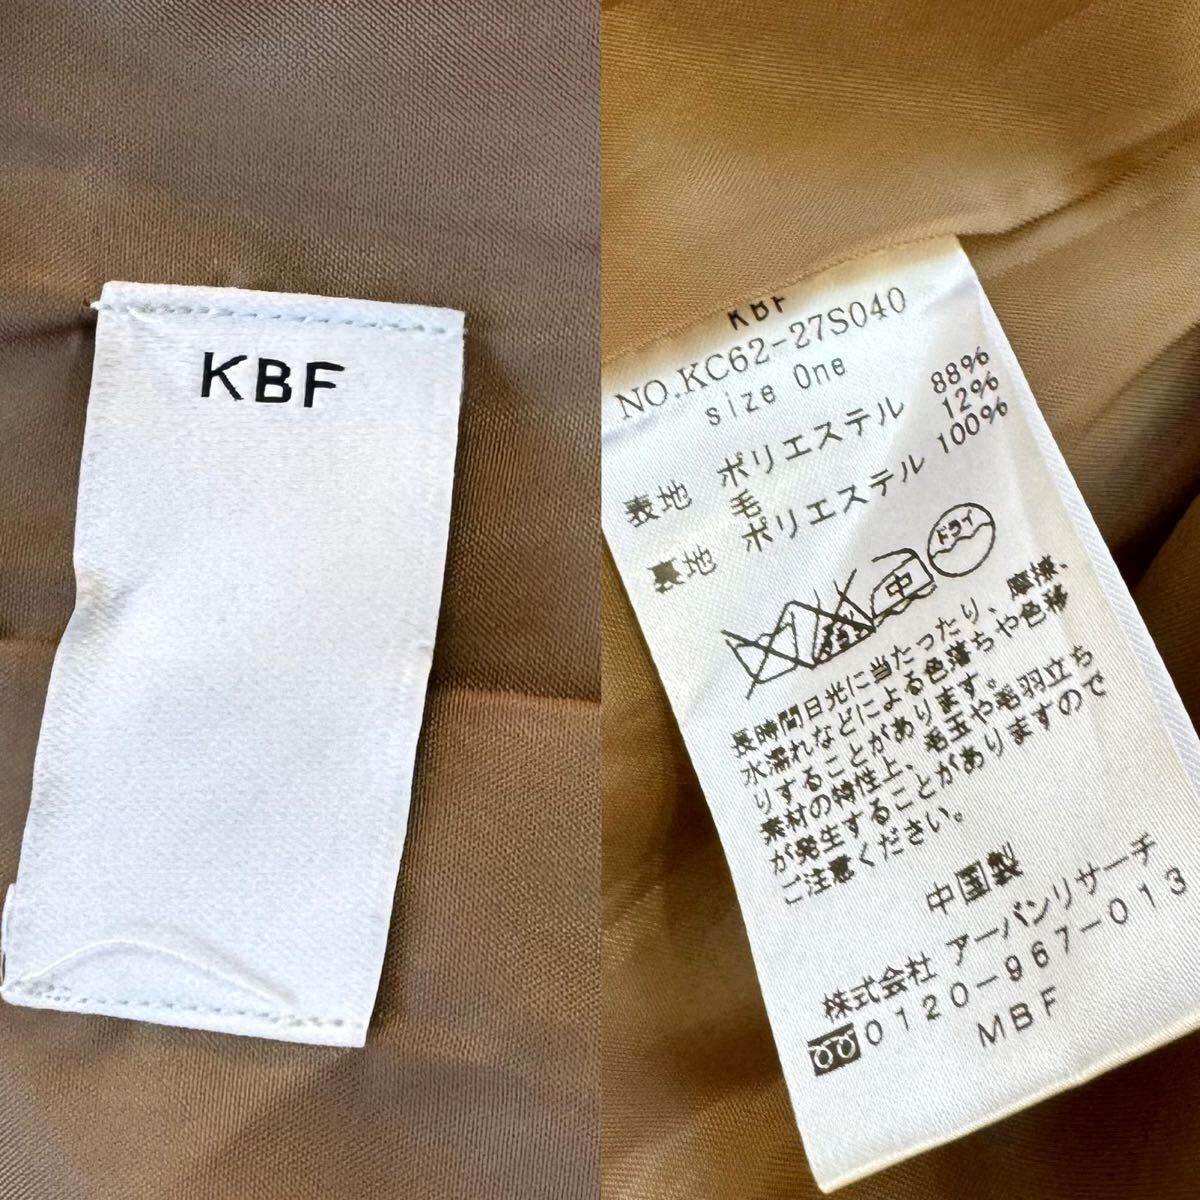 KBF
KBF
NO.KC62-27S040
size One
表地 ポリエステル 88%
毛 12%
裏地 ポリエステル 100%
中
ドライ
長時間日光に当たったり、摩擦、
水濡れなどによる色落ちや色移
りすることがあります。
素材の特性上、毛玉や毛羽立ち
が発生することがありますので
ご注意ください。
中国製
株式会社 アーバンリサーチ
0120-967-013
MBF